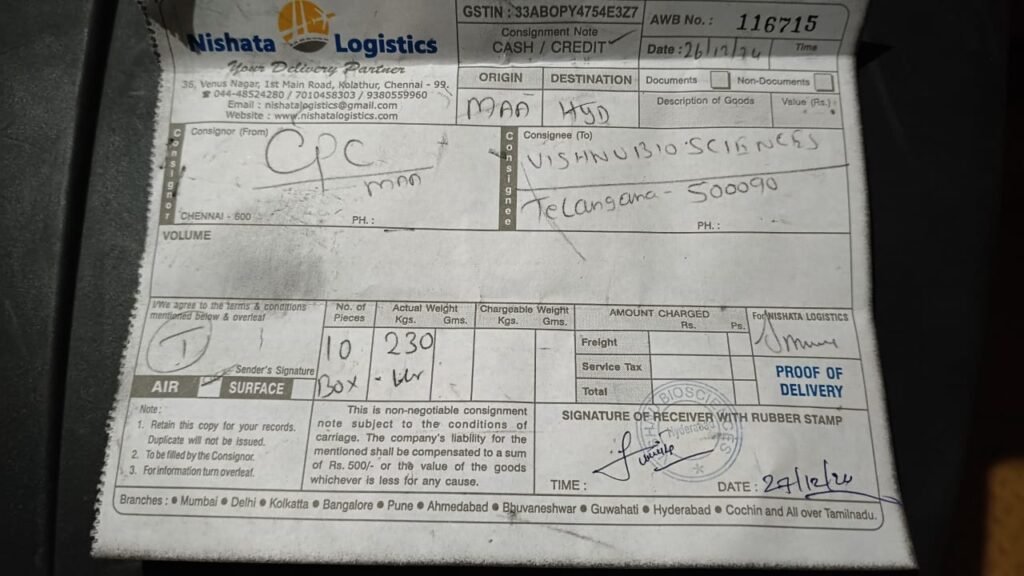 Nishata Logistics
Your Delivery Partner
35, Venus Nagar, 1st Main Road, Kolathur, Chennai - 99.
☎ 044-48524280 / 7010458303 / 9380559960
Email : nishatalogistics@gmail.com
Website : www.nishatalogistics.com
GSTIN : 33ABOPY4754E3Z7
Consignment Note
CASH / CREDIT ✓
AWB No. : 116715
Date : 26/12/24 Time
ORIGIN DESTINATION
MAA HYD
Documents Non-Documents
Description of Goods Value (Rs.)
Consignor
Consignor (From)
CPC
MAA
CHENNAI - 600 PH. :
Consignee
Consignee (To)
VISHNU BIO SCIENCES
Telangana - 500090
PH. :
VOLUME
I/We agree to the terms & conditions
mentioned below & overleaf
Sender's Signature
AIR SURFACE
No. of Pieces
10
BOX
Actual Weight
Kgs. Gms.
230
Chargeable Weight
Kgs. Gms.
AMOUNT CHARGED
Rs. Ps.
Freight
Service Tax
Total
For NISHATA LOGISTICS
PROOF OF
DELIVERY
Note :
1. Retain this copy for your records.
Duplicate will not be issued.
2. To be filled by the Consignor.
3. For information turn overleaf.
This is non-negotiable consignment
note subject to the conditions of
carriage. The company's liability for the
mentioned shall be compensated to a sum
of Rs. 500/- or the value of the goods
whichever is less for any cause.
SIGNATURE OF RECEIVER WITH RUBBER STAMP
BIOSCIENCES
Hyderabad
TIME : DATE : 27/12/24
Branches : • Mumbai • Delhi • Kolkatta • Bangalore • Pune • Ahmedabad • Bhuvaneshwar • Guwahati • Hyderabad • Cochin and All over Tamilnadu.